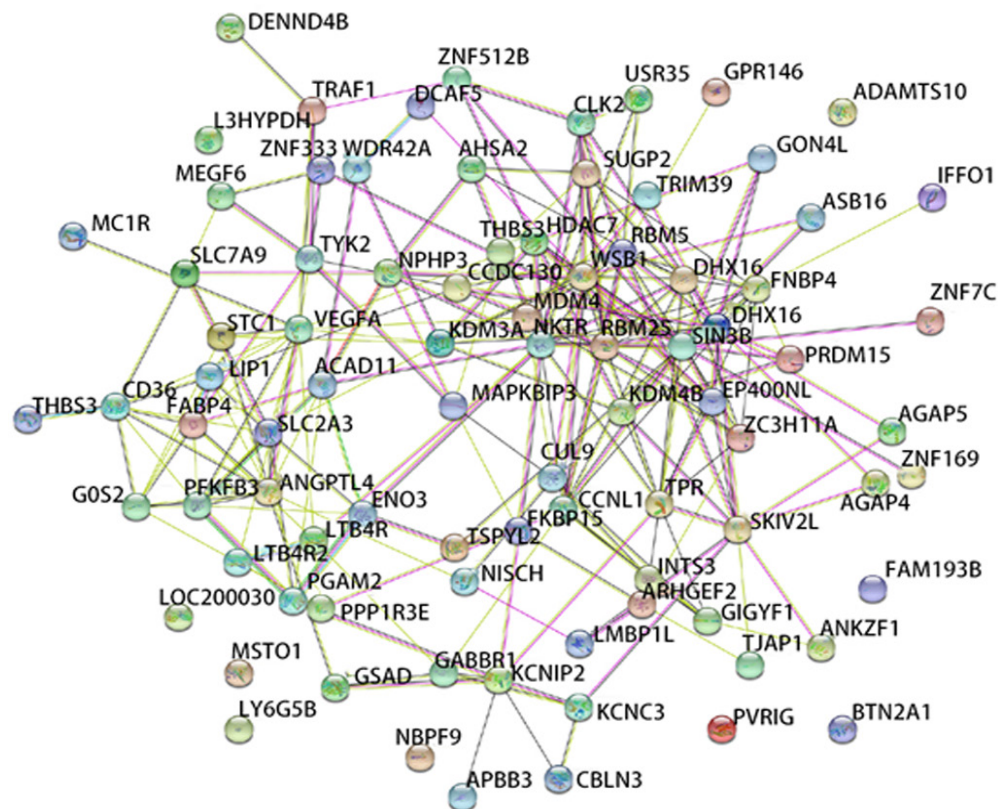 DENND4B
ZNF512B
USR35
GPR146
TRAF1
DCAF5
CLK2
ADAMTS10
L3HYPDH
ZNF333
WDR42A
AHSA2
SUGP2
GON4L
MEGF6
TRIM39
IFFO1
ASB16
MC1R
THBS3
HDAC7
RBM5
TYK2
SLC7A9
NPHP3
CCDC130
WSB1
DHX16
FNBP4
MDM4
ZNF7C
STC1
VEGFA
KDM3A
NKTR
RBM25
DHX16
SIN3B
PRDM15
LIP1
ACAD11
CD36
MAPKBIP3
KDM4B
EP400NL
THBS3
FABP4
SLC2A3
ZC3H11A
AGAP5
CUL9
ZNF169
G0S2
PFKFB3
ANGPTL4
ENO3
CCNL1
TPR
AGAP4
LTB4R
FKBP15
SKIV2L
TSPYL2
LTB4R2
NISCH
INTS3
FAM193B
LOC200030
PGAM2
PPP1R3E
ARHGEF2
GIGYF1
LMBP1L
ANKZF1
TJAP1
MSTO1
GSAD
GABBR1
KCNIP2
LY6G5B
KCNC3
PVRIG
BTN2A1
NBPF9
APBB3
CBLN3